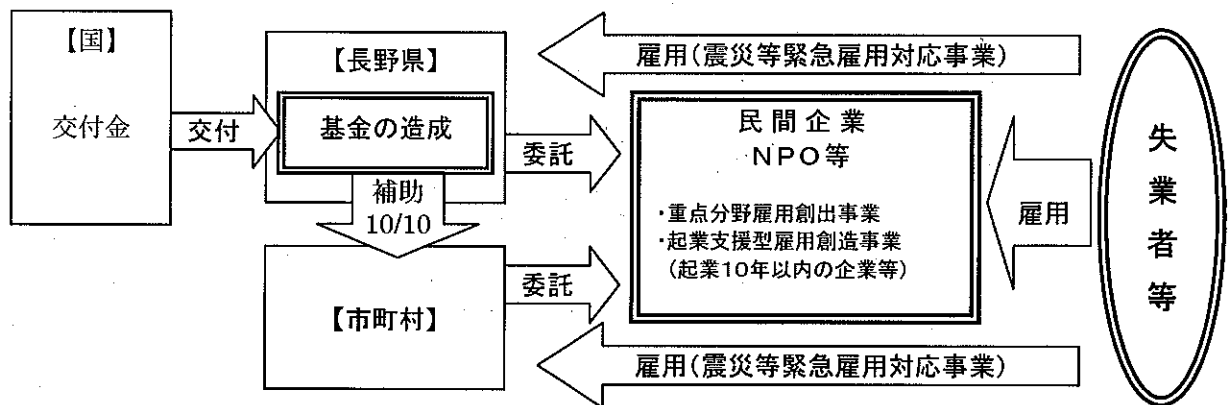 【国】
交付金
交付
【長野県】
基金の造成
補助
10/10
【市町村】
委託
委託
雇用(震災等緊急雇用対応事業)
民間企業
NPO等
・重点分野雇用創出事業
・起業支援型雇用創造事業
(起業10年以内の企業等)
雇用
雇用(震災等緊急雇用対応事業)
失業者等